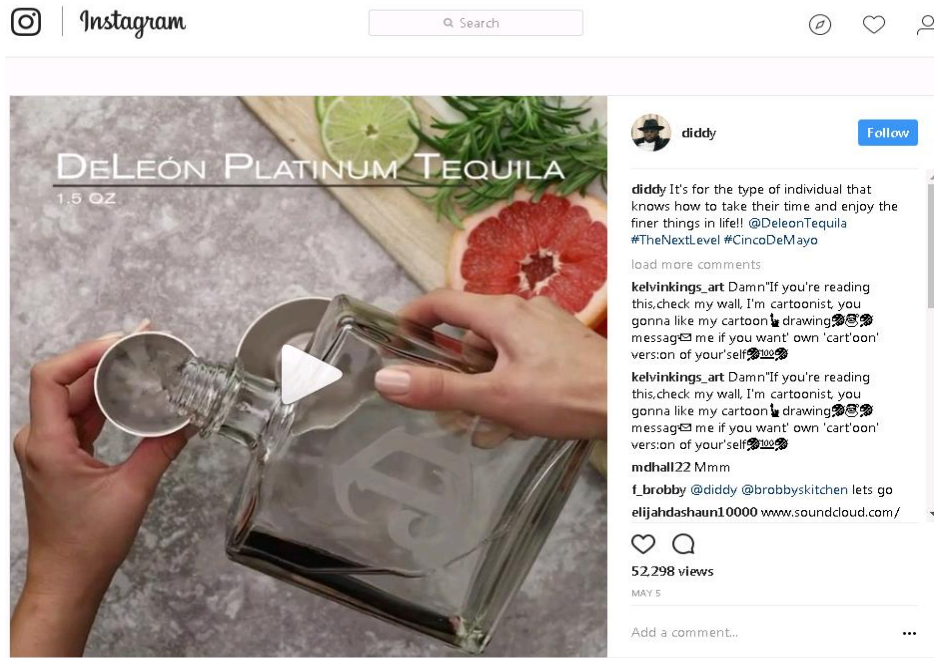 Instagram
Search
DELEÓN PLATINUM TEQUILA
1.5 OZ
diddy
Follow
diddy It's for the type of individual that
knows how to take their time and enjoy the
finer things in life!! @DeleonTequila
#TheNextLevel #CincoDeMayo
load more comments
kelvinkings_art Damn"If you're reading
this,check my wall, I'm cartoonist, you
gonna like my cartoon drawing
messag me if you want' own 'cart'oon'
vers:on of your'self💯
kelvinkings_art Damn"If you're reading
this,check my wall, I'm cartoonist, you
gonna like my cartoon drawing
messag me if you want' own 'cart'oon'
vers:on of your'self💯
mdhall22 Mmm
f_brobby @diddy @brobbyskitchen lets go
elijahdashaun10000 www.soundcloud.com/
52,298 views
MAY 5
Add a comment...